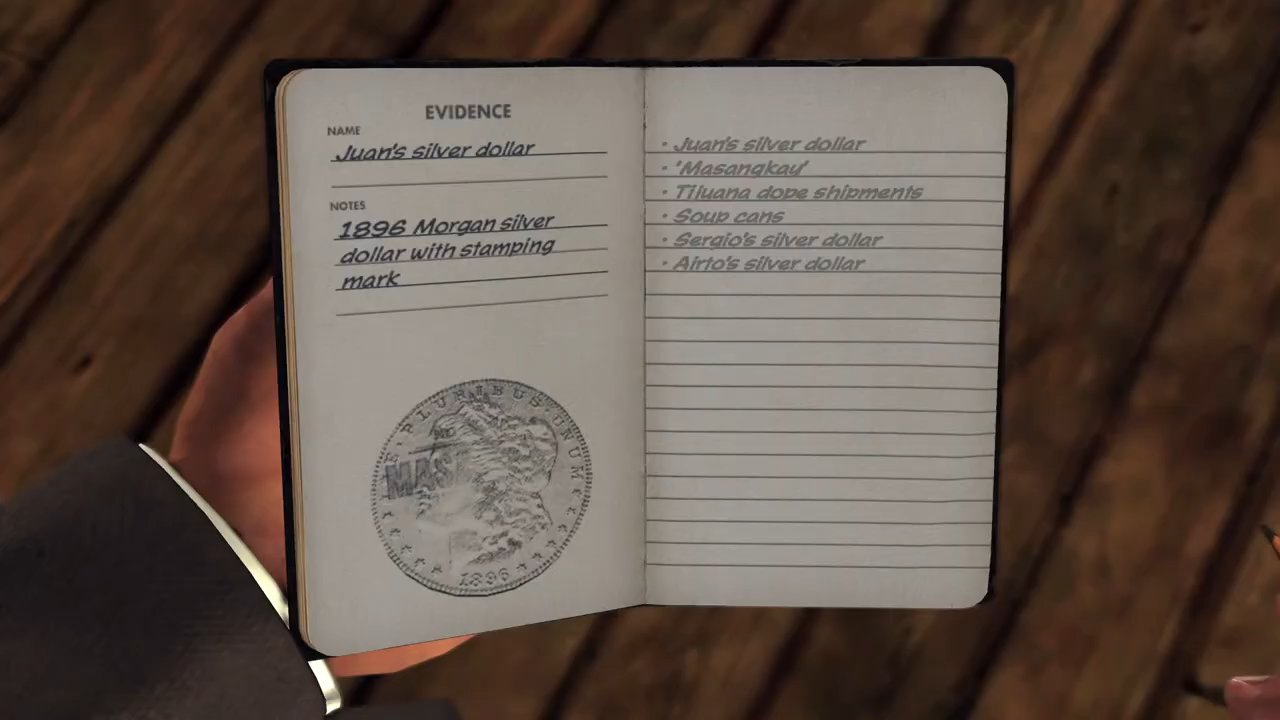 EVIDENCE
NAME
Juan's silver dollar
NOTES
1896 Morgan silver
dollar with stamping
mark
E · PLURIBUS · UNUM
MAS
1896
• Juan's silver dollar
• 'Masangkay'
• Tijuana dope shipments
• Soup cans
• Sergio's silver dollar
• Airto's silver dollar